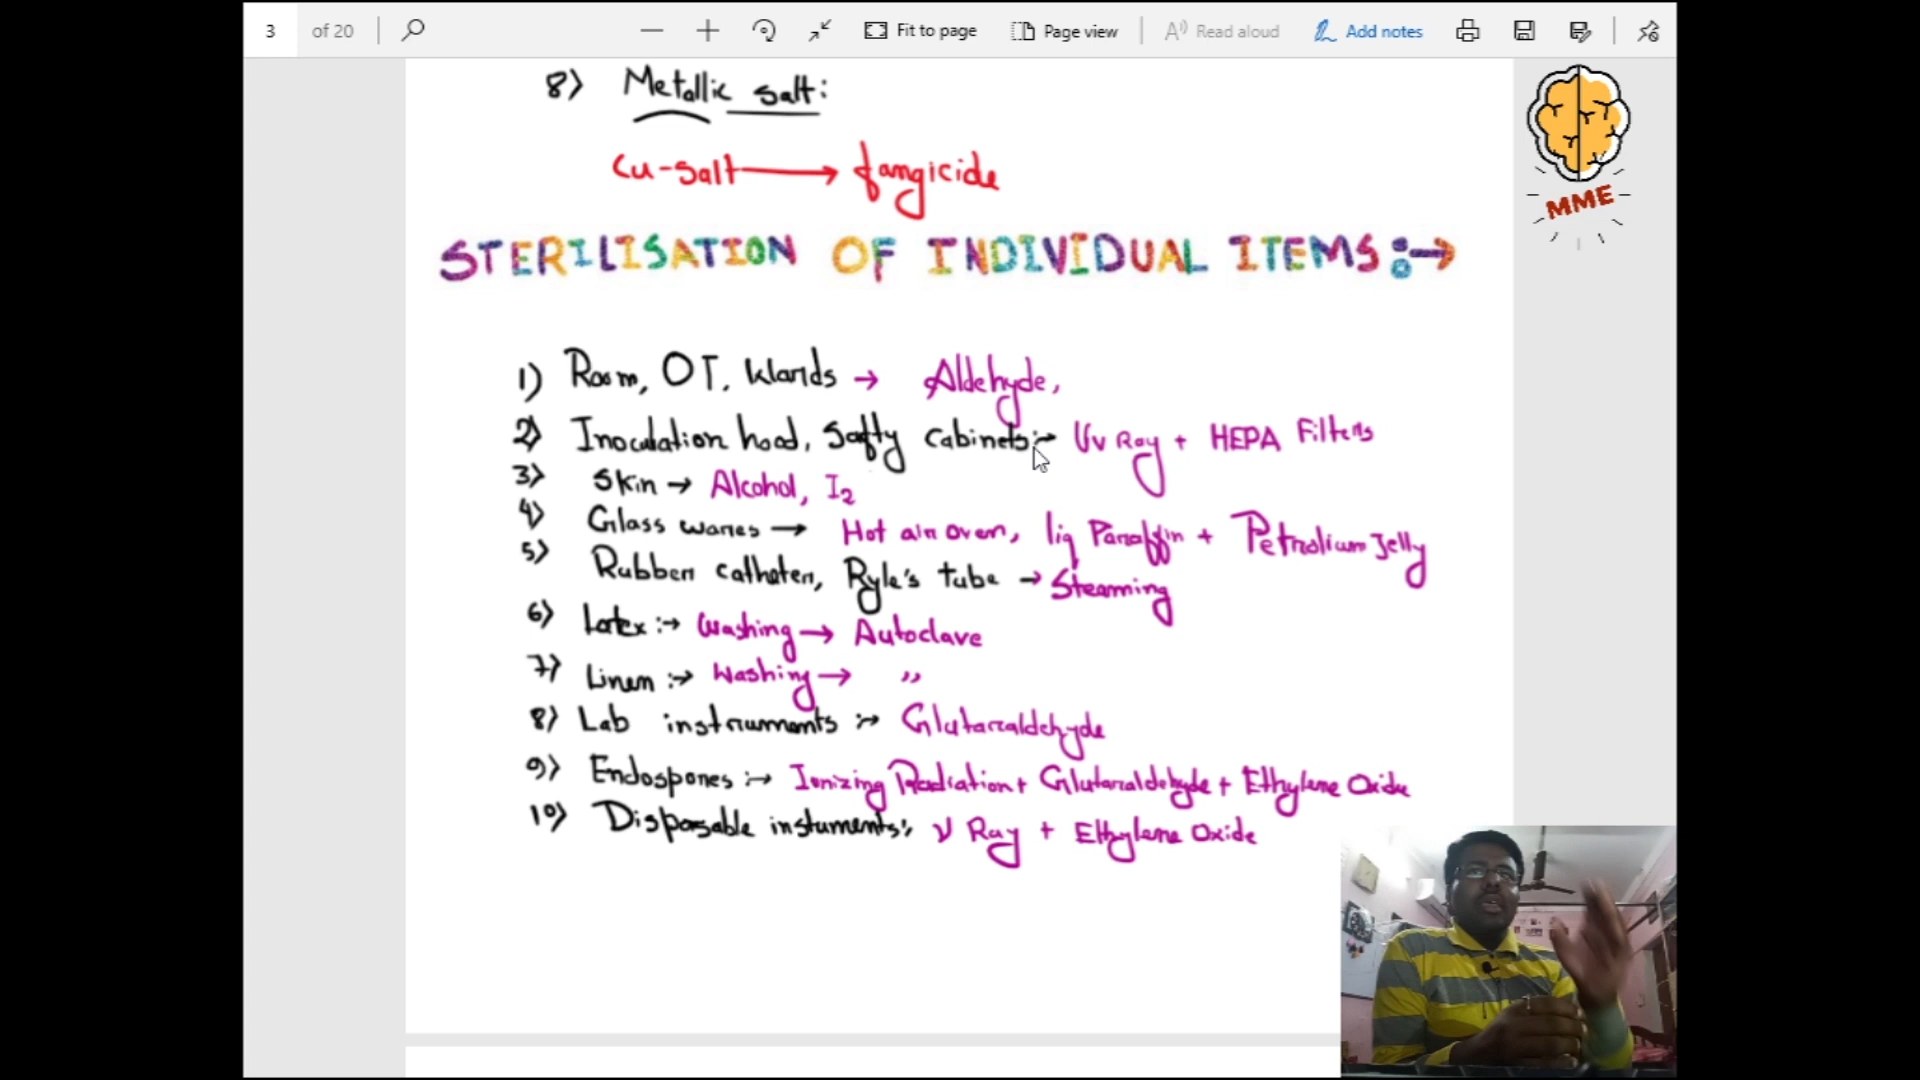 3 of 20 Fit to page Page view Read aloud Add notes
8) Metallic salt:
Cu-salt → fangicide
MME
STERILISATION OF INDIVIDUAL ITEMS:→
1) Room, OT, Wards → Aldehyde,
2) Inoculation hood, Safty cabinets:→ UV Ray + HEPA Filters
3) Skin → Alcohol, I2
4) Glass wares → Hot air oven, liq Paraffin + Petrolium Jelly
5) Rubber catheter, Ryle's tube → Steaming
6) Latex:→ Washing → Autoclave
7) Linen:→ Washing → "
8) Lab instruments:→ Glutaraldehyde
9) Endospores:→ Ionizing Radiation + Glutaraldehyde + Ethylene Oxide
10) Disposable instuments: γ Ray + Ethylene Oxide